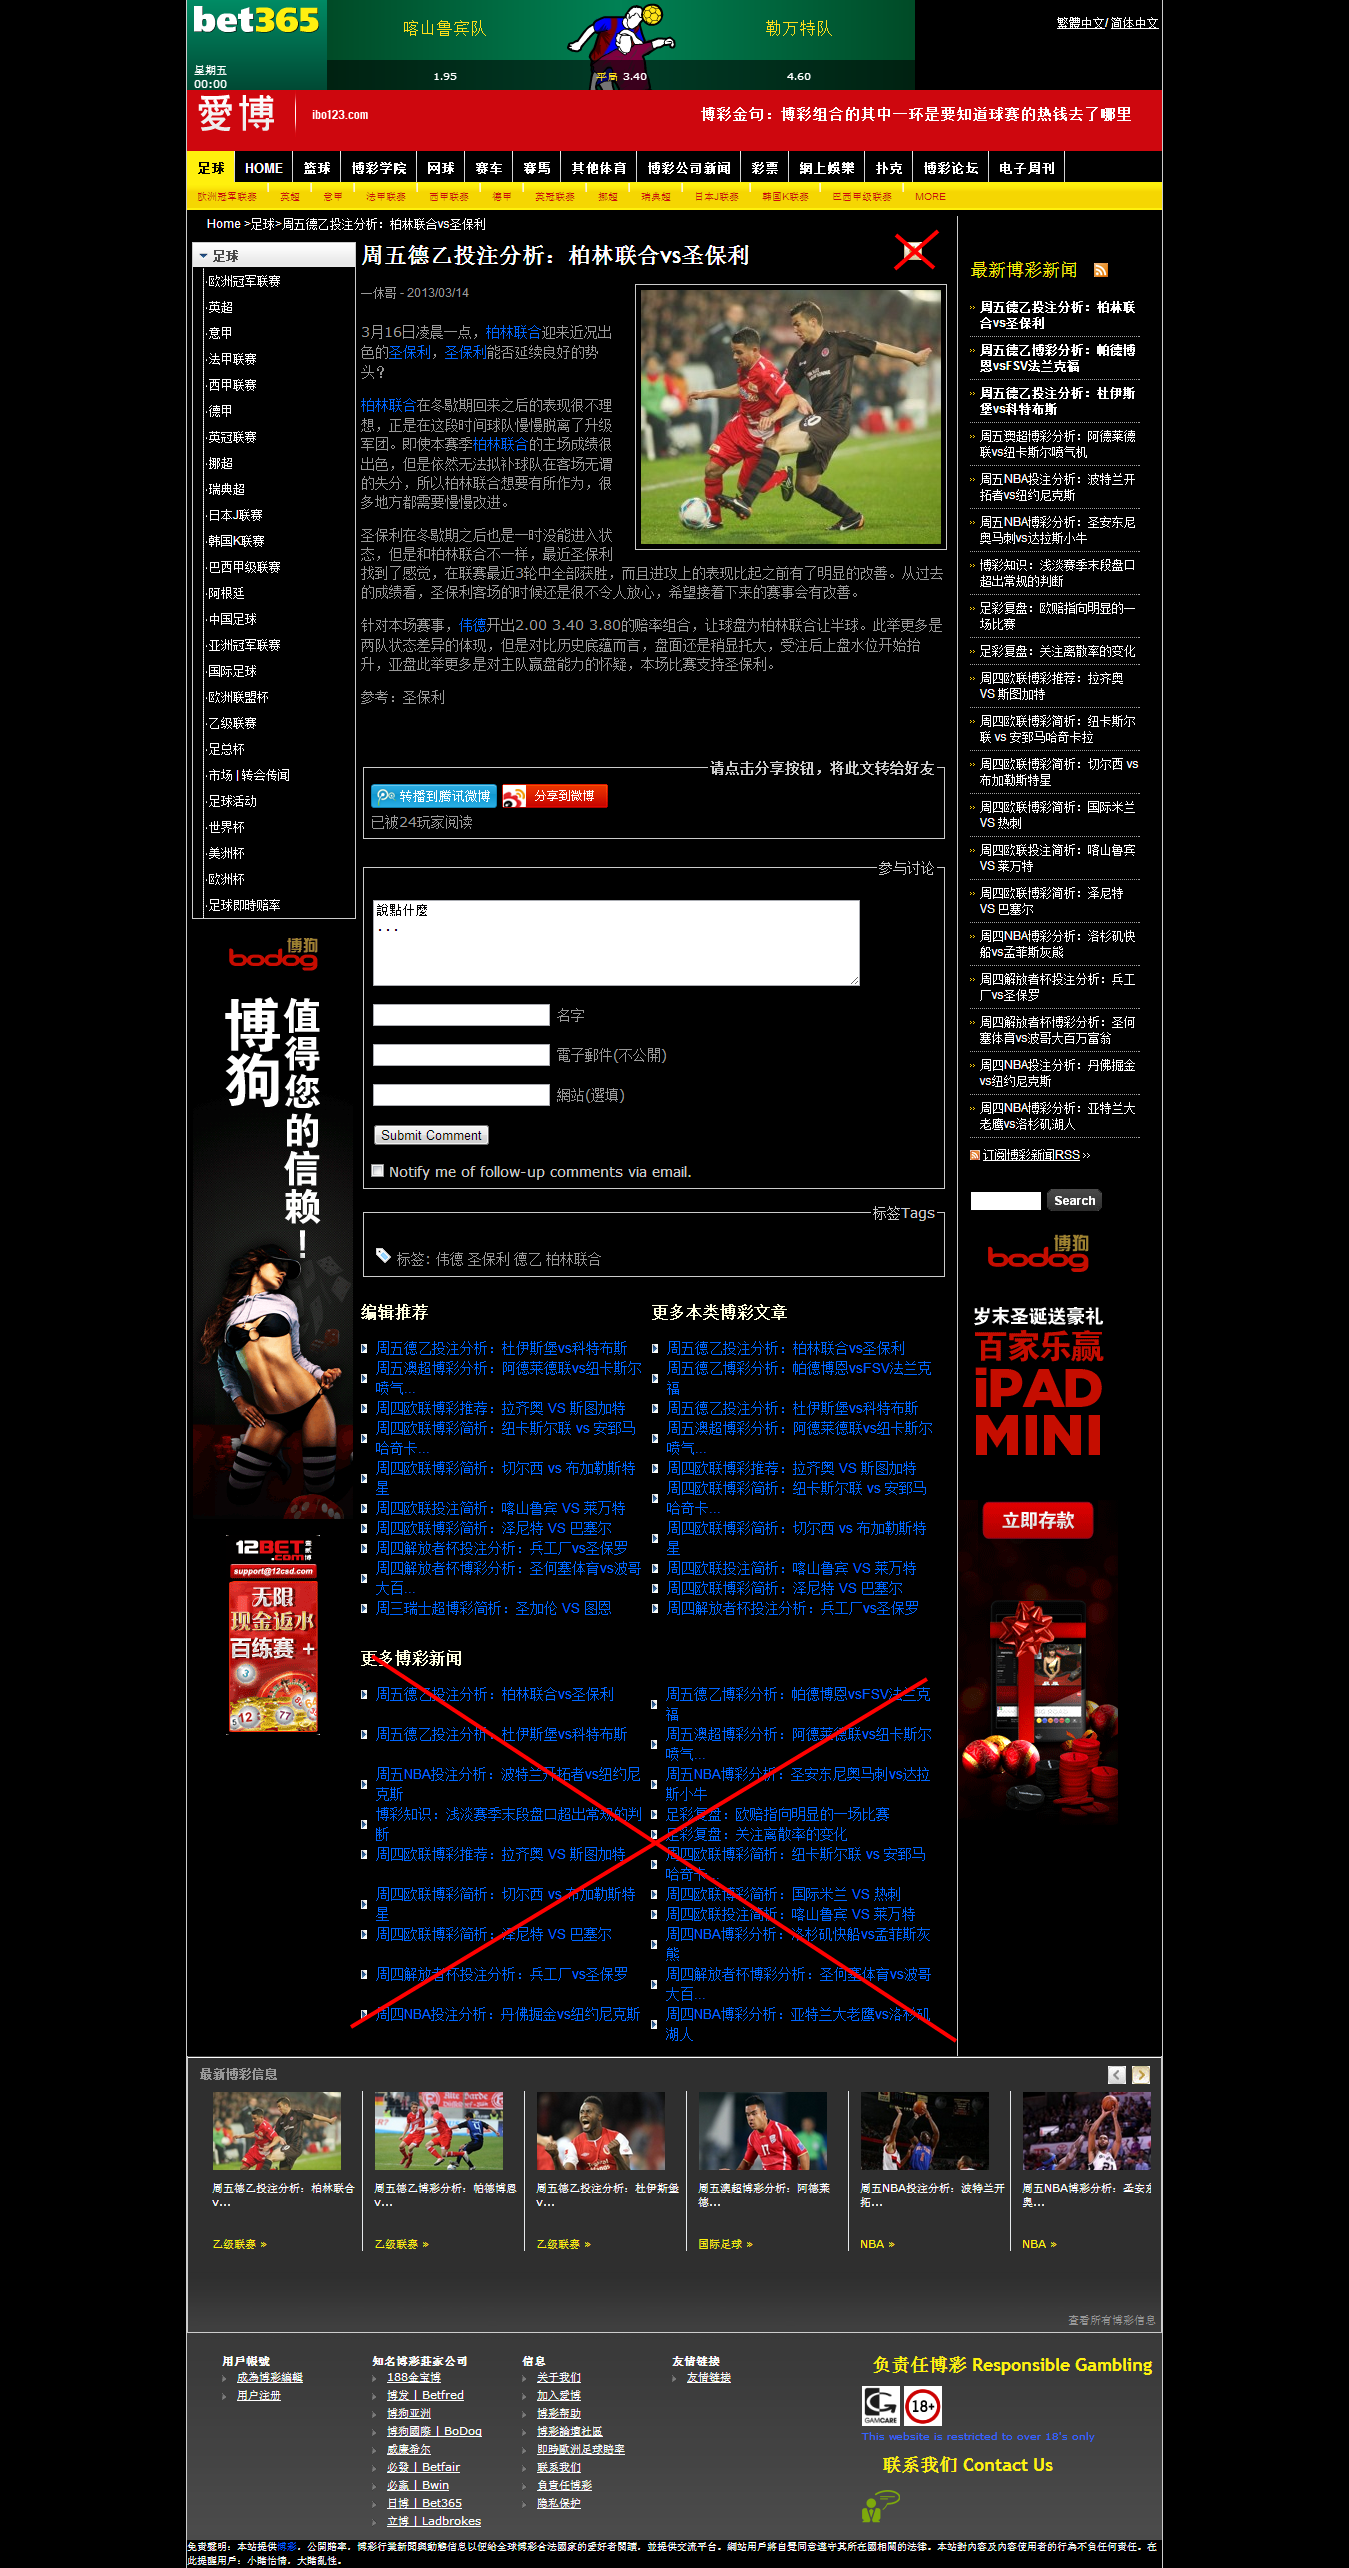 bet365
喀山鲁宾队
勒万特队
繁體中文/ 简体中文
星期五
00:00
1.95
平局 3.40
4.60
愛博
ibo123.com
博彩金句：博彩组合的其中一环是要知道球赛的热钱去了哪里
足球 HOME 篮球 博彩学院 网球 赛车 赛馬 其他体育 博彩公司新闻 彩票 網上娛樂 扑克 博彩论坛 电子周刊
欧洲冠军联赛 英超 意甲 法甲联赛 西甲联赛 德甲 英冠联赛 挪超 瑞典超 日本J联赛 韩国K联赛 巴西甲级联赛 MORE
Home >足球>周五德乙投注分析：柏林联合vs圣保利
足球
·欧洲冠军联赛
·英超
·意甲
·法甲联赛
·西甲联赛
·德甲
·英冠联赛
·挪超
·瑞典超
·日本J联赛
·韩国K联赛
·巴西甲级联赛
·阿根廷
·中国足球
·亚洲冠军联赛
·国际足球
·欧洲联盟杯
·乙级联赛
·足总杯
·市场 | 转会传闻
·足球活动
·世界杯
·美洲杯
·欧洲杯
·足球即時赔率
bodog 博狗
博狗
值得您的信赖！
12BET
.com 壹貳博
support@12csd.com
无限
现金返水
百练赛 +
周五德乙投注分析：柏林联合vs圣保利
一休哥 - 2013/03/14
3月16日凌晨一点，柏林联合迎来近况出
色的圣保利，圣保利能否延续良好的势
头？
柏林联合在冬歇期回来之后的表现很不理
想，正是在这段时间球队慢慢脱离了升级
军团。即使本赛季柏林联合的主场成绩很
出色，但是依然无法拟补球队在客场无谓
的失分，所以柏林联合想要有所作为，很
多地方都需要慢慢改进。
圣保利在冬歇期之后也是一时没能进入状
态，但是和柏林联合不一样，最近圣保利
找到了感觉，在联赛最近3轮中全部获胜，而且进攻上的表现比起之前有了明显的改善。从过去
的成绩看，圣保利客场的时候还是很不令人放心，希望接着下来的赛事会有改善。
针对本场赛事，伟德开出2.00 3.40 3.80的赔率组合，让球盘为柏林联合让半球。此举更多是
两队状态差异的体现，但是对比历史底蕴而言，盘面还是稍显托大，受注后上盘水位开始抬
升，亚盘此举更多是对主队赢盘能力的怀疑，本场比赛支持圣保利。
参考：圣保利
请点击分享按钮，将此文转给好友
转播到腾讯微博 分享到微博
已被24玩家阅读
参与讨论
說點什麼
...
名字
電子郵件(不公開)
網站(選填)
Submit Comment
Notify me of follow-up comments via email.
标签Tags
标签: 伟德 圣保利 德乙 柏林联合
编辑推荐
周五德乙投注分析：杜伊斯堡vs科特布斯
周五澳超博彩分析：阿德莱德联vs纽卡斯尔
喷气...
周四欧联博彩推荐：拉齐奥 VS 斯图加特
周四欧联博彩简析：纽卡斯尔联 vs 安郅马
哈奇卡...
周四欧联博彩简析：切尔西 vs 布加勒斯特
星
周四欧联投注简析：喀山鲁宾 VS 莱万特
周四欧联博彩简析：泽尼特 VS 巴塞尔
周四解放者杯投注分析：兵工厂vs圣保罗
周四解放者杯博彩分析：圣何塞体育vs波哥
大百...
周三瑞士超博彩简析：圣加伦 VS 图恩
更多本类博彩文章
周五德乙投注分析：柏林联合vs圣保利
周五德乙博彩分析：帕德博恩vsFSV法兰克
福
周五德乙投注分析：杜伊斯堡vs科特布斯
周五澳超博彩分析：阿德莱德联vs纽卡斯尔
喷气...
周四欧联博彩推荐：拉齐奥 VS 斯图加特
周四欧联博彩简析：纽卡斯尔联 vs 安郅马
哈奇卡...
周四欧联博彩简析：切尔西 vs 布加勒斯特
星
周四欧联投注简析：喀山鲁宾 VS 莱万特
周四欧联博彩简析：泽尼特 VS 巴塞尔
周四解放者杯投注分析：兵工厂vs圣保罗
更多博彩新闻
周五德乙投注分析：柏林联合vs圣保利
周五德乙投注分析：杜伊斯堡vs科特布斯
周五NBA投注分析：波特兰开拓者vs纽约尼
克斯
博彩知识：浅淡赛季末段盘口超出常规的判
断
周四欧联博彩推荐：拉齐奥 VS 斯图加特
周四欧联博彩简析：切尔西 vs 布加勒斯特
星
周四欧联博彩简析：泽尼特 VS 巴塞尔
周四解放者杯投注分析：兵工厂vs圣保罗
周四NBA投注分析：丹佛掘金vs纽约尼克斯
周五德乙博彩分析：帕德博恩vsFSV法兰克
福
周五澳超博彩分析：阿德莱德联vs纽卡斯尔
喷气...
周五NBA博彩分析：圣安东尼奥马刺vs达拉
斯小牛
足彩复盘：欧赔指向明显的一场比赛
足彩复盘：关注离散率的变化
周四欧联博彩简析：纽卡斯尔联 vs 安郅马
哈奇卡...
周四欧联博彩简析：国际米兰 VS 热刺
周四欧联投注简析：喀山鲁宾 VS 莱万特
周四NBA博彩分析：洛杉矶快船vs孟菲斯灰
熊
周四解放者杯博彩分析：圣何塞体育vs波哥
大百...
周四NBA博彩分析：亚特兰大老鹰vs洛杉矶
湖人
最新博彩新闻
周五德乙投注分析：柏林联
合vs圣保利
周五德乙博彩分析：帕德博
恩vsFSV法兰克福
周五德乙投注分析：杜伊斯
堡vs科特布斯
周五澳超博彩分析：阿德莱德
联vs纽卡斯尔喷气机
周五NBA投注分析：波特兰开
拓者vs纽约尼克斯
周五NBA博彩分析：圣安东尼
奥马刺vs达拉斯小牛
博彩知识：浅淡赛季末段盘口
超出常规的判断
足彩复盘：欧赔指向明显的一
场比赛
足彩复盘：关注离散率的变化
周四欧联博彩推荐：拉齐奥
VS 斯图加特
周四欧联博彩简析：纽卡斯尔
联 vs 安郅马哈奇卡拉
周四欧联博彩简析：切尔西 vs
布加勒斯特星
周四欧联博彩简析：国际米兰
VS 热刺
周四欧联投注简析：喀山鲁宾
VS 莱万特
周四欧联博彩简析：泽尼特
VS 巴塞尔
周四NBA博彩分析：洛杉矶快
船vs孟菲斯灰熊
周四解放者杯投注分析：兵工
厂vs圣保罗
周四解放者杯博彩分析：圣何
塞体育vs波哥大百万富翁
周四NBA投注分析：丹佛掘金
vs纽约尼克斯
周四NBA博彩分析：亚特兰大
老鹰vs洛杉矶湖人
订阅博彩新闻RSS ››
Search
bodog 博狗
岁末圣诞送豪礼
百家乐赢
iPAD
MINI
立即存款
最新博彩信息
周五德乙投注分析：柏林联合
v...
乙级联赛 »
周五德乙博彩分析：帕德博恩
v...
乙级联赛 »
周五德乙投注分析：杜伊斯堡
v...
乙级联赛 »
周五澳超博彩分析：阿德莱
德...
国际足球 »
周五NBA投注分析：波特兰开
拓...
NBA »
周五NBA博彩分析：圣安东
奥...
NBA »
查看所有博彩信息
用戶帳號
成為博彩編輯
用户注册
知名博彩莊家公司
188金宝博
博发 | Betfred
博狗亚洲
博狗國際 | BoDog
威廉希尔
必發 | Betfair
必赢 | Bwin
日博 | Bet365
立博 | Ladbrokes
信息
关于我们
加入愛博
博彩幫助
博彩論壇社區
即時歐洲足球賠率
联系我们
负责任博彩
隐私保护
友情链接
友情链接
负责任博彩 Responsible Gambling
GAMCARE
18+
This website is restricted to over 18's only
联系我们 Contact Us
免責聲明：本站提供博彩，公開賠率，博彩行業新聞與動態信息以便給全球博彩合法國家的愛好者閱讀，並提供交流平台。網站用戶將自覺同意遵守其所在國相關的法律。本站對內容及內容使用者的行為不負任何責任。在
此提醒用戶：小賭怡情，大賭亂性。